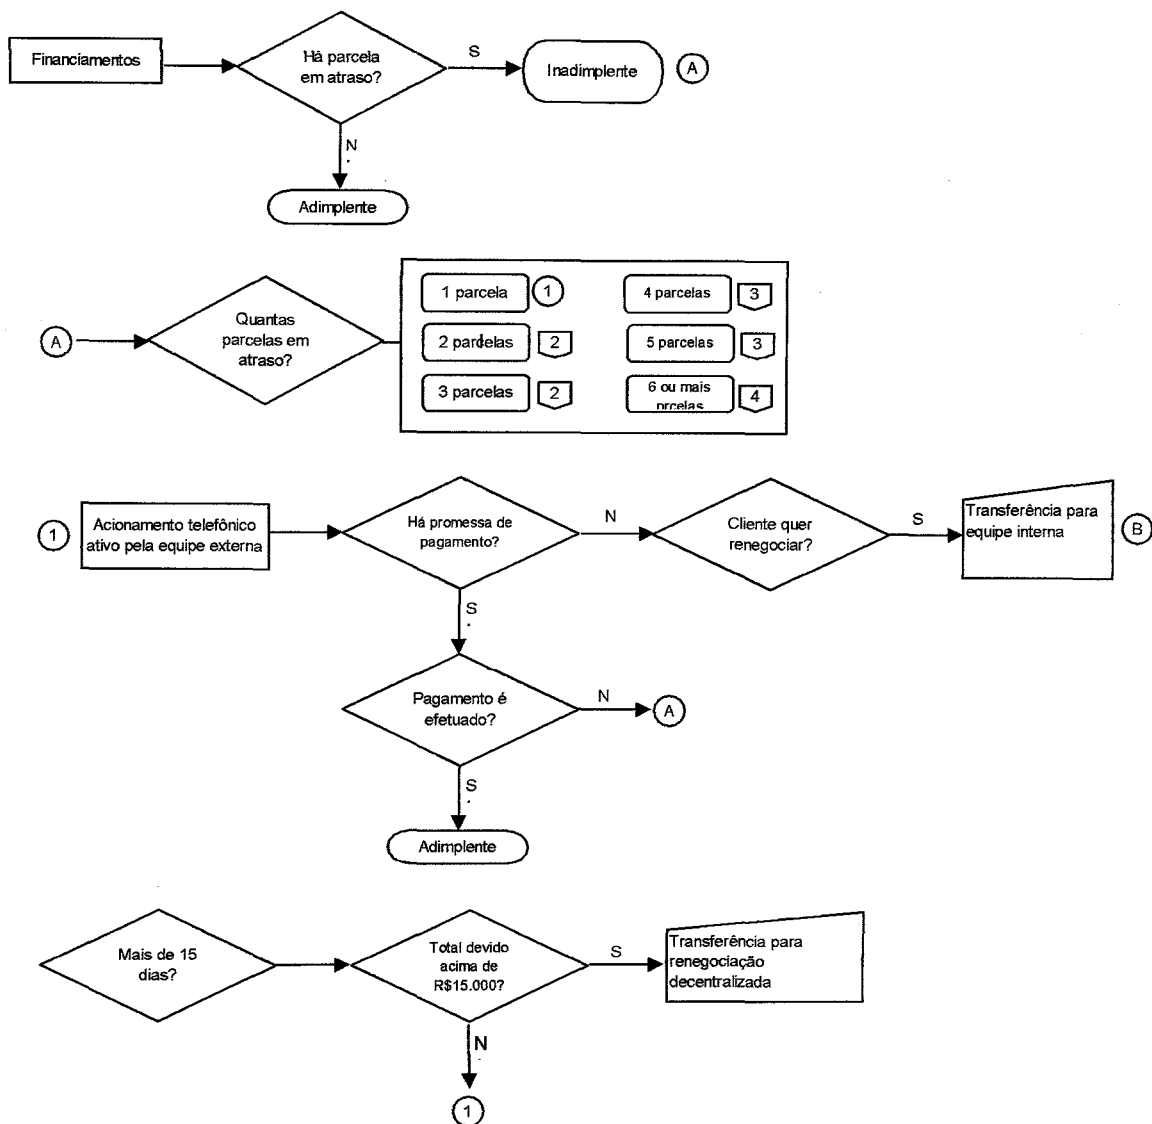 Financiamentos
Há parcela
em atraso?
S
Inadimplente
A
N
Adimplente
A
Quantas
parcelas em
atraso?
1 parcela
1
4 parcelas
3
2 parcelas
2
5 parcelas
3
3 parcelas
2
6 ou mais
prcelas
4
1
Acionamento telefônico
ativo pela equipe externa
Há promessa de
pagamento?
N
Cliente quer
renegociar?
S
Transferência para
equipe interna
B
S
Pagamento é
efetuado?
N
A
S
Adimplente
Mais de 15
dias?
Total devido
acima de
R$15.000?
S
Transferência para
renegociação
decentralizada
N
1